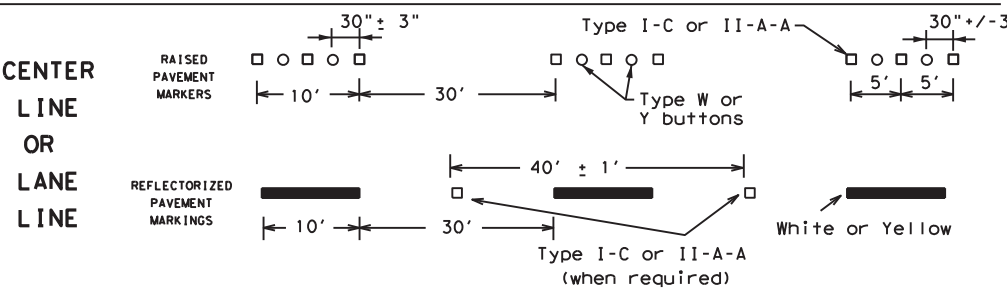 CENTER
LINE
OR
LANE
LINE
RAISED
PAVEMENT
MARKERS
30"± 3"
10'
30'
Type I-C or II-A-A
Type W or
Y buttons
30"+/-3
5'
5'
REFLECTORIZED
PAVEMENT
MARKINGS
40' ± 1'
10'
30'
Type I-C or II-A-A
(when required)
White or Yellow